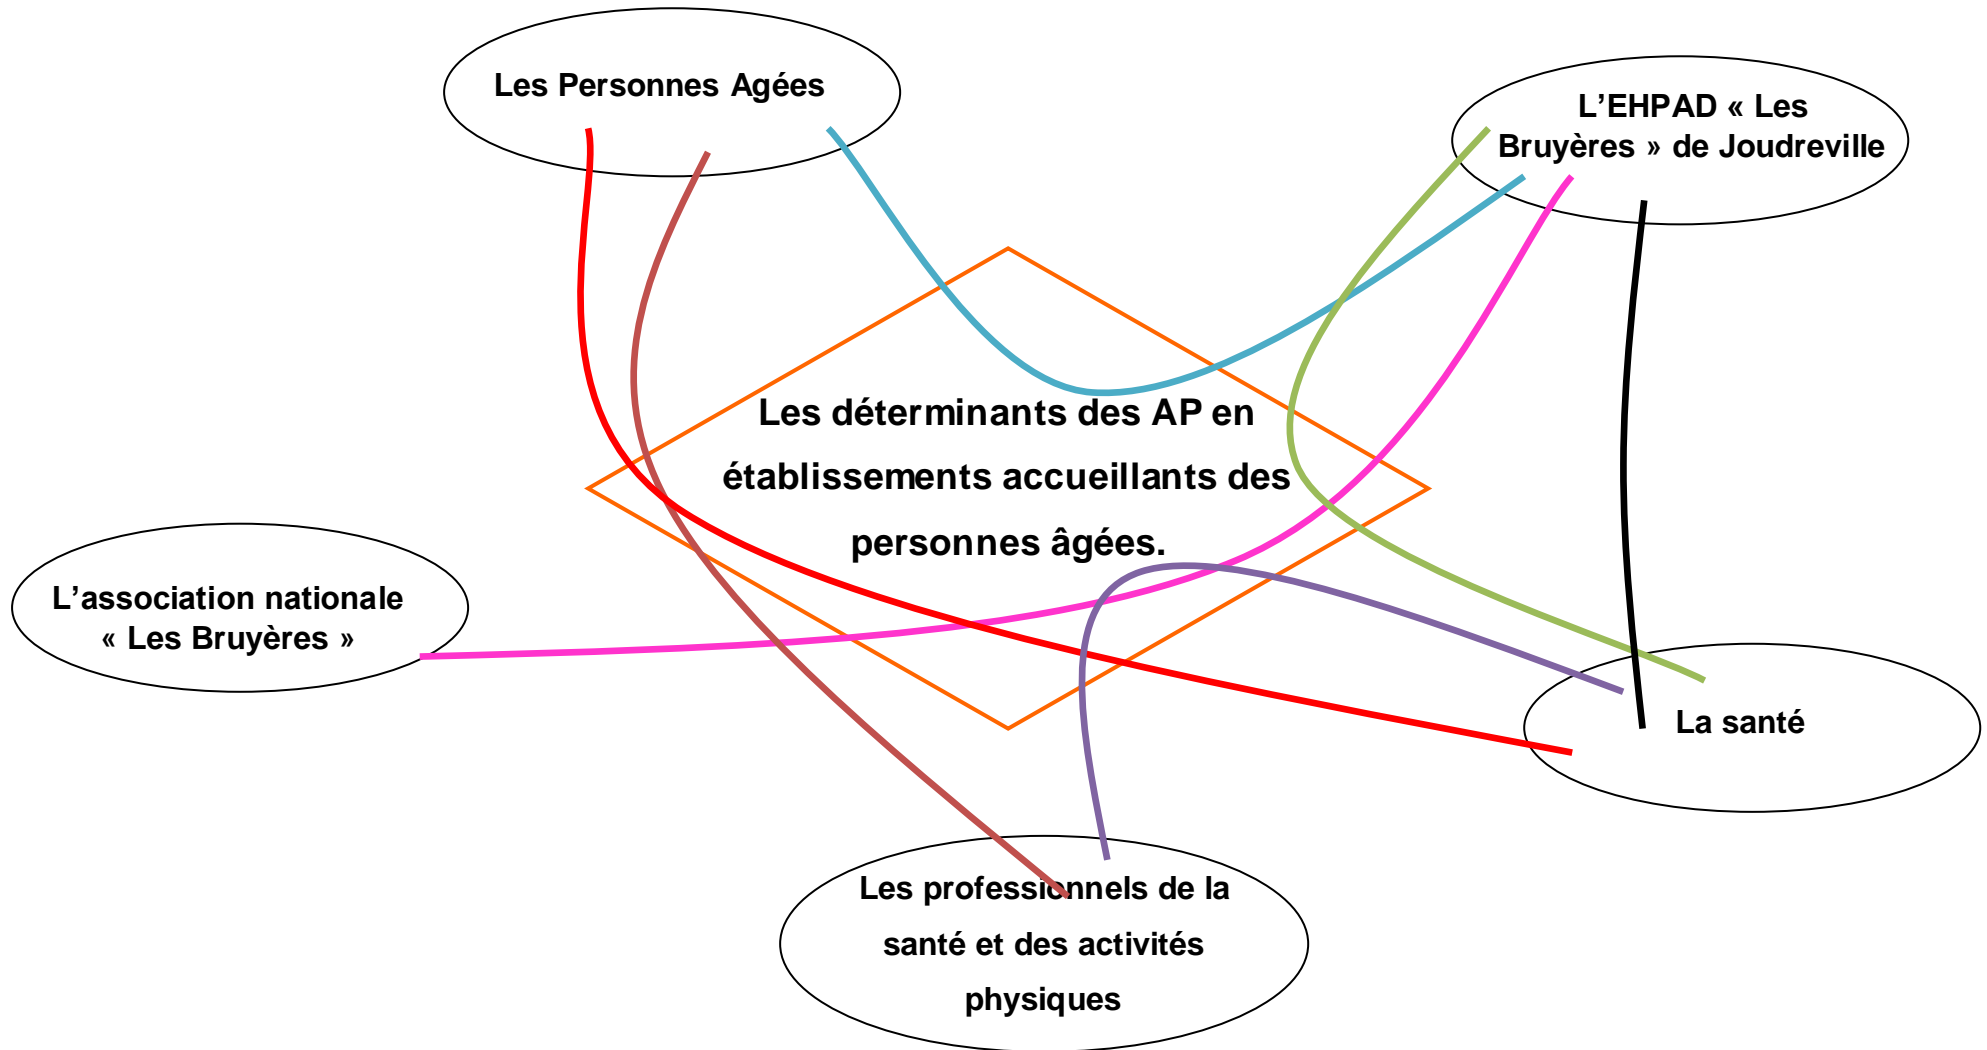 Les Personnes Agées
L’EHPAD « Les
Bruyères » de Joudreville
Les déterminants des AP en
établissements accueillants des
personnes âgées.
L’association nationale
« Les Bruyères »
La santé
Les professionnels de la
santé et des activités
physiques